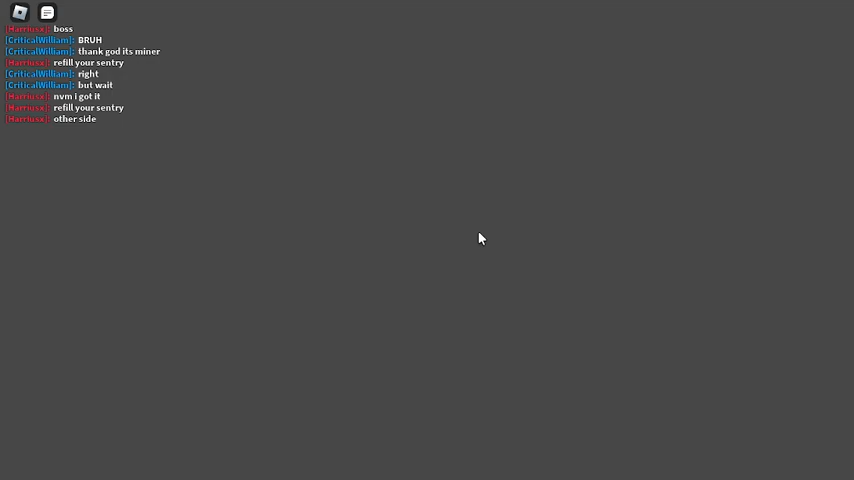 [Harriusx]: boss
[CriticalWilliam]: BRUH
[CriticalWilliam]: thank god its miner
[Harriusx]: refill your sentry
[CriticalWilliam]: right
[CriticalWilliam]: but wait
[Harriusx]: nvm i got it
[Harriusx]: refill your sentry
[Harriusx]: other side